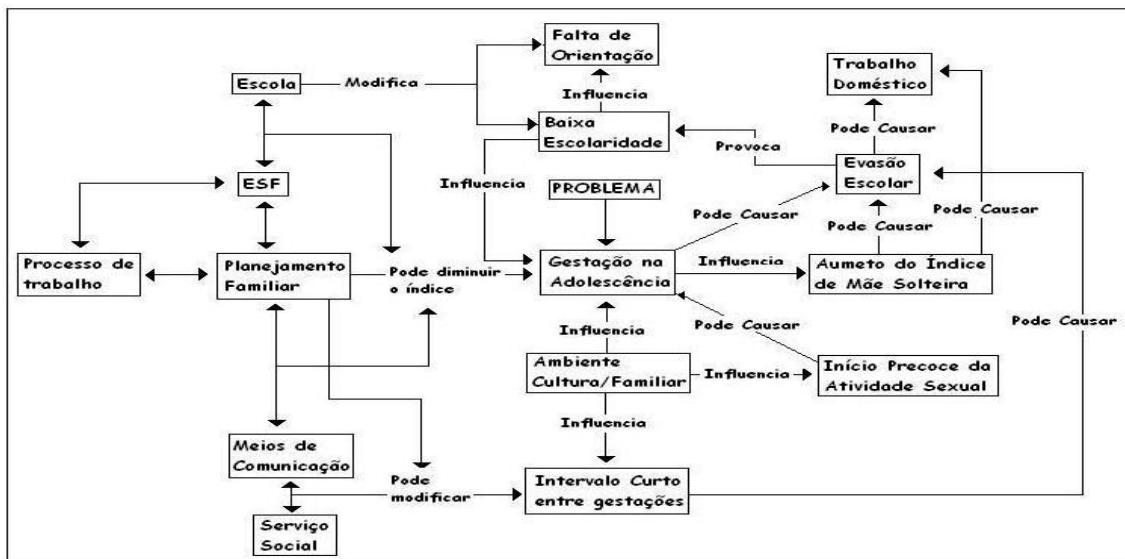 Falta de
Orientação
Trabalho
Doméstico
Escola
Modifica
Influencia
Baixa
Escolaridade
Pode Causar
Provoca
Evasão
Escolar
ESF
Influencia
PROBLEMA
Pode Causar
Pode Causar
Pode Causar
Processo de
trabalho
Planejamento
Familiar
Pode diminuir
o índice
Gestação na
Adolescência
Influencia
Aumeto do Índice
de Mãe Solteira
Influencia
Pode Causar
Pode Causar
Ambiente
Cultura/Familiar
Influencia
Início Precoce da
Atividade Sexual
Influencia
Meios de
Comunicação
Pode
modificar
Intervalo Curto
entre gestações
Serviço
Social